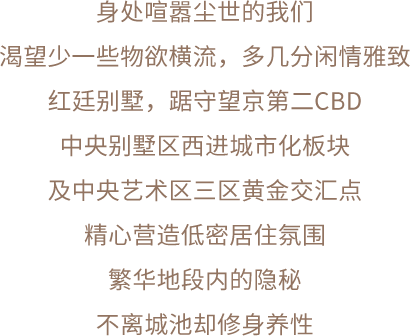 身处喧嚣尘世的我们
渴望少一些物欲横流，多几分闲情雅致
红廷别墅，踞守望京第二CBD
中央别墅区西进城市化板块
及中央艺术区三区黄金交汇点
精心营造低密居住氛围
繁华地段内的隐秘
不离城池却修身养性